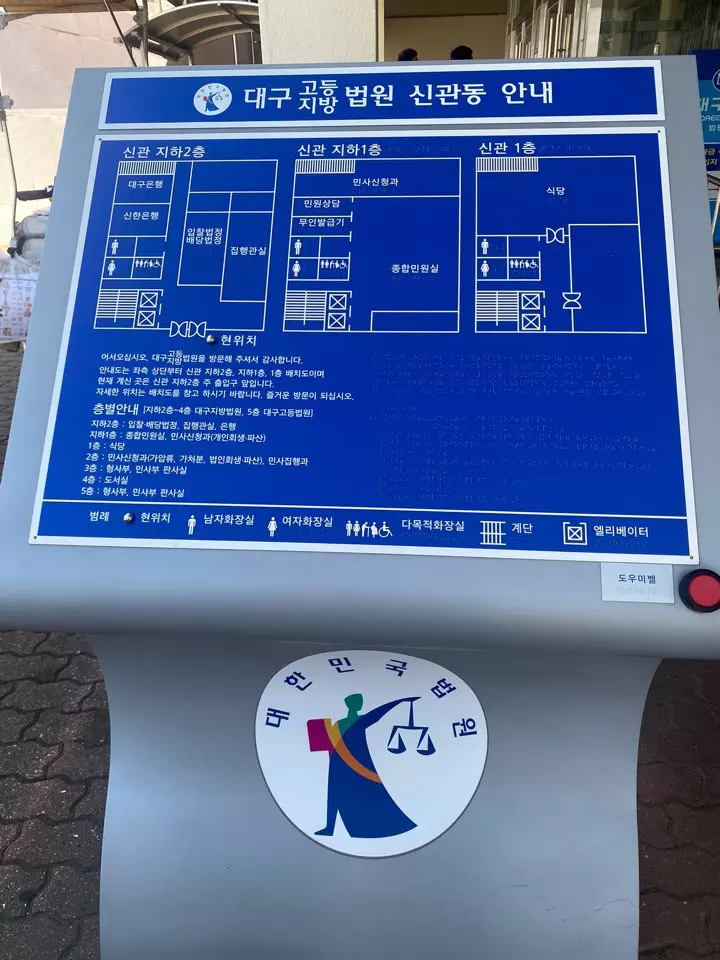 대구 고등 지방 법원 신관동 안내
신관 지하2층
대구은행
신한은행
입찰법정
배당법정
집행관실
현위치
신관 지하1층
민사신청과
민원상담
무인발급기
종합민원실
신관 1층
식당
어서오십시오. 대구고등지방법원을 방문해 주셔서 감사합니다.
안내도는 좌측 상단부터 신관 지하2층, 지하1층, 1층 배치도이며
현재 계신 곳은 신관 지하2층 주 출입구 앞입니다.
자세한 위치는 배치도를 참고 하시기 바랍니다. 즐거운 방문이 되십시오.
층별안내 [지하2층~4층 대구지방법원, 5층 대구고등법원]
지하2층 : 입찰·배당법정, 집행관실, 은행
지하1층 : 종합민원실, 민사신청과(개인회생·파산)
1층 : 식당
2층 : 민사신청과(가압류, 가처분, 법인회생·파산), 민사집행과
3층 : 형사부, 민사부 판사실
4층 : 도서실
5층 : 형사부, 민사부 판사실
범례 현위치 남자화장실 여자화장실 다목적화장실 계단 엘리베이터
도우미벨
대한민국법원